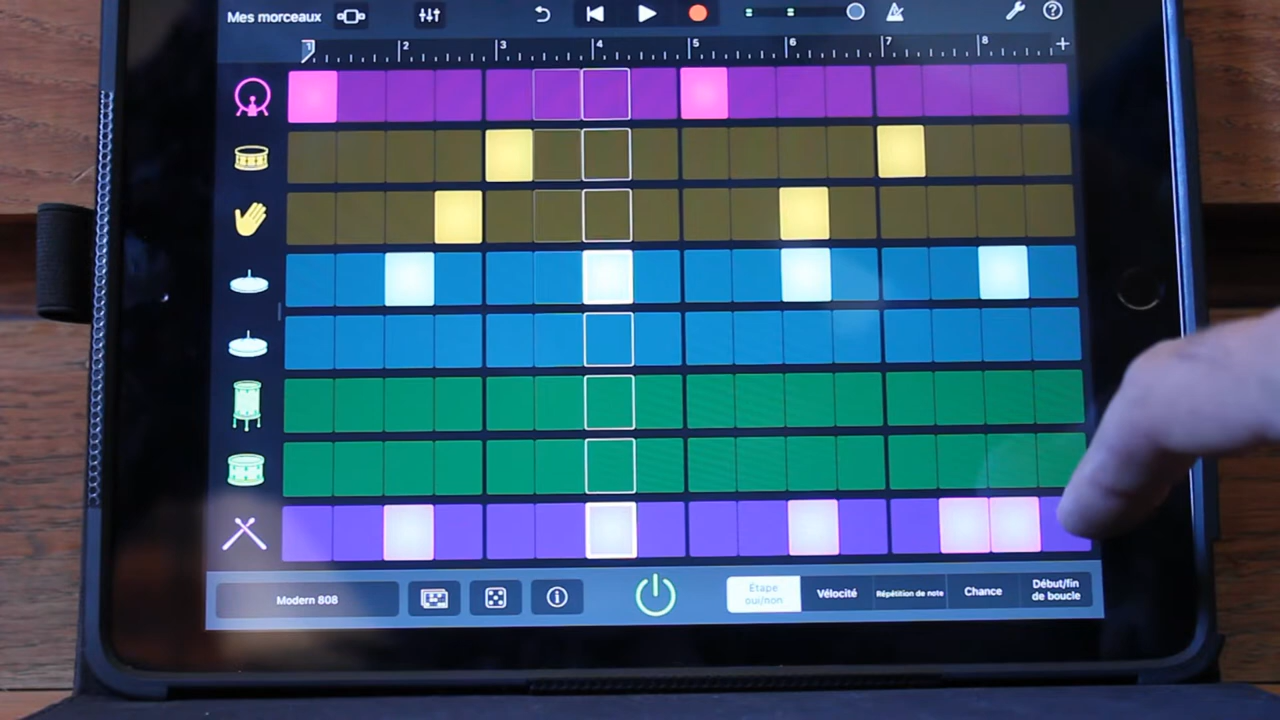 Mes morceaux
1 2 3 4 5 6 7 8 +
Modern 808
Étape
oui/non
Vélocité
Répétition de note
Chance
Début/fin
de boucle